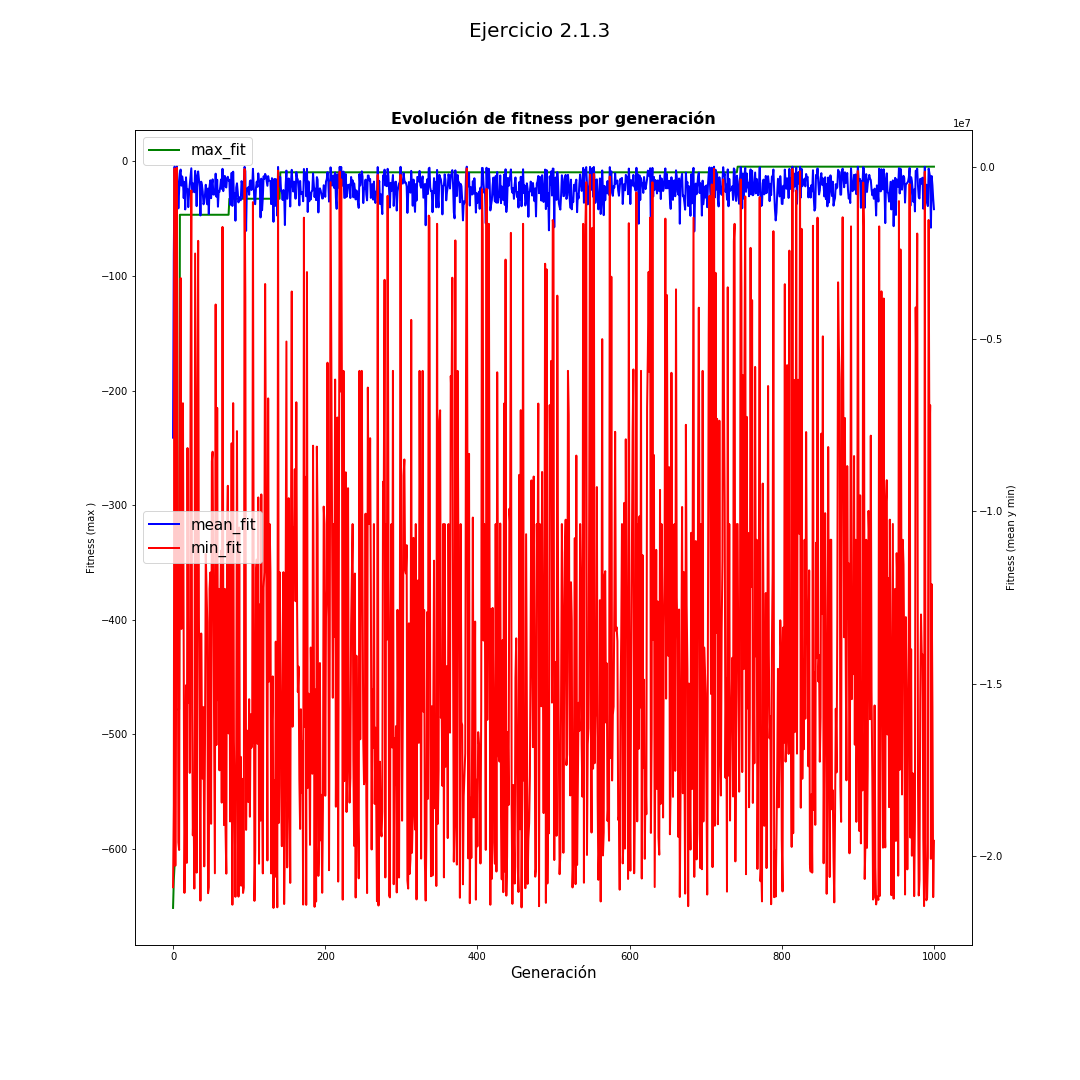 Ejercicio 2.1.3
Evolución de fitness por generación
1e7
max_fit
mean_fit
min_fit
0
−100
−200
−300
−400
−500
−600
Fitness (max )
0.0
−0.5
−1.0
−1.5
−2.0
Fitness (mean y min)
0 200 400 600 800 1000
Generación